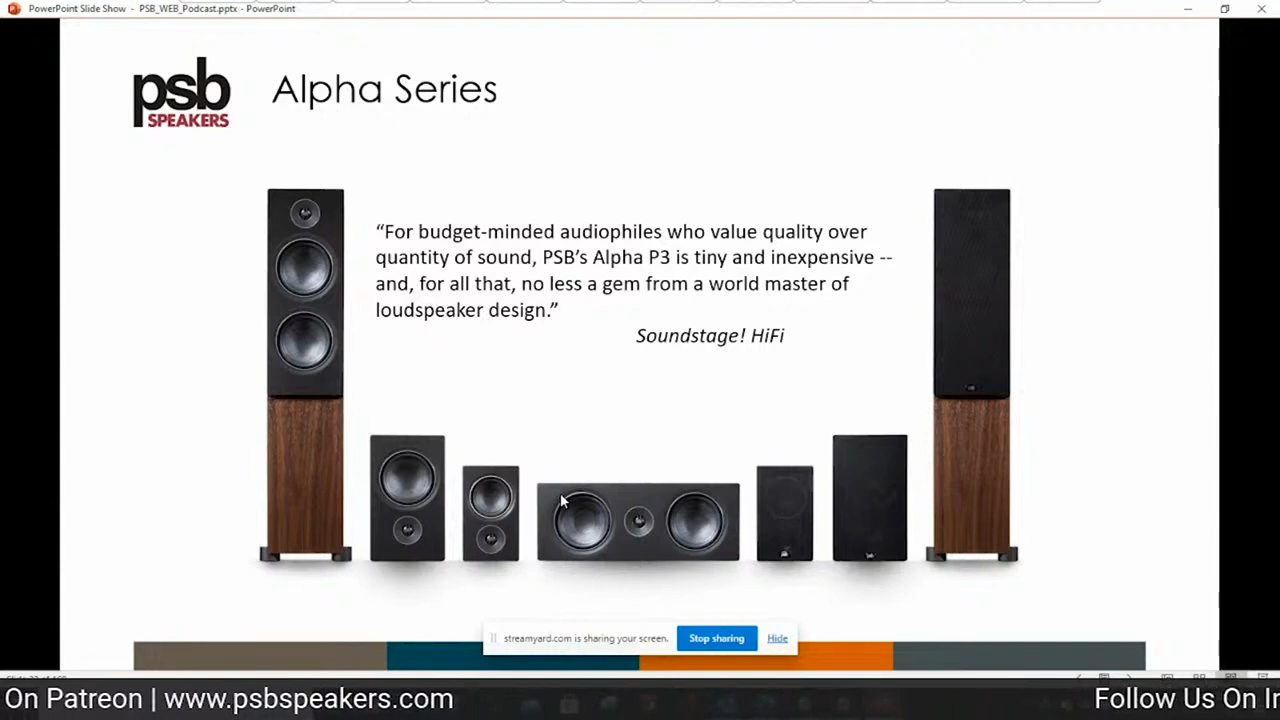 PowerPoint Slide Show - PSB_WEB_Podcast.pptx - PowerPoint
psb
SPEAKERS
Alpha Series
“For budget-minded audiophiles who value quality over
quantity of sound, PSB’s Alpha P3 is tiny and inexpensive --
and, for all that, no less a gem from a world master of
loudspeaker design.”
Soundstage! HiFi
streamyard.com is sharing your screen.
Stop sharing
Hide
On Patreon | www.psbspeakers.com
Follow Us On In